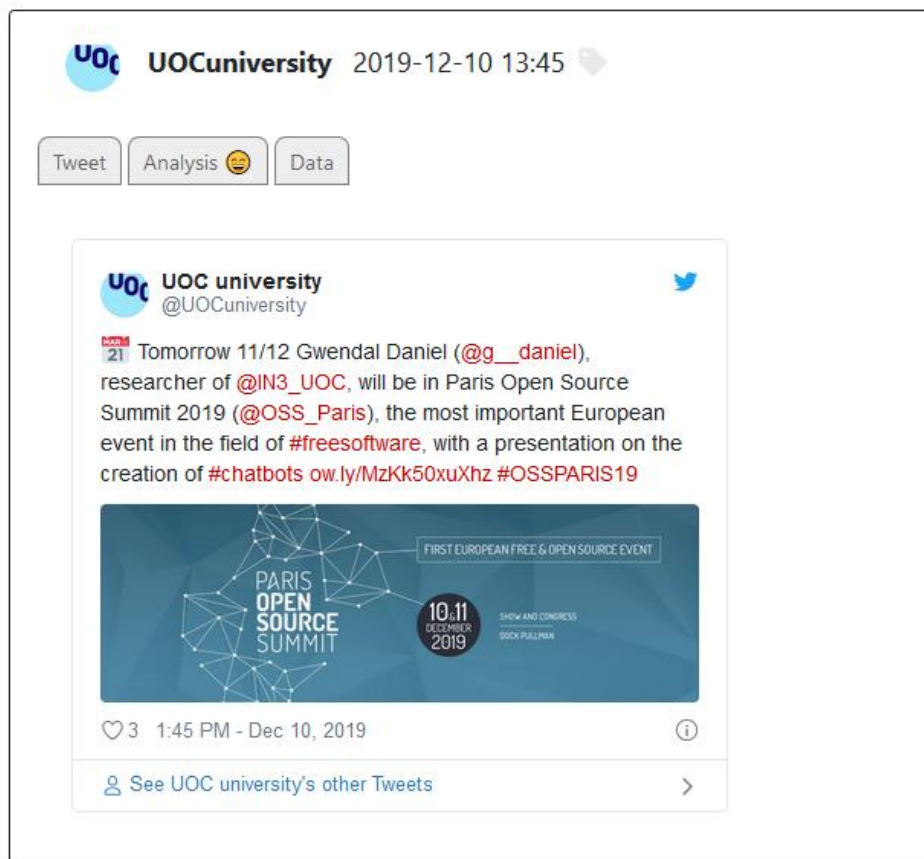 UOC UOCuniversity 2019-12-10 13:45
Tweet Analysis 😄 Data
UOC UOC university
@UOCuniversity
📅 Tomorrow 11/12 Gwendal Daniel (@g__daniel),
researcher of @IN3_UOC, will be in Paris Open Source
Summit 2019 (@OSS_Paris), the most important European
event in the field of #freesoftware, with a presentation on the
creation of #chatbots ow.ly/MzKk50xuXhz #OSSPARIS19
FIRST EUROPEAN FREE & OPEN SOURCE EVENT
PARIS
OPEN
SOURCE
SUMMIT
10&11
DECEMBER
2019
SHOW AND CONGRESS
DOCK PULLMAN
3 1:45 PM - Dec 10, 2019
See UOC university's other Tweets